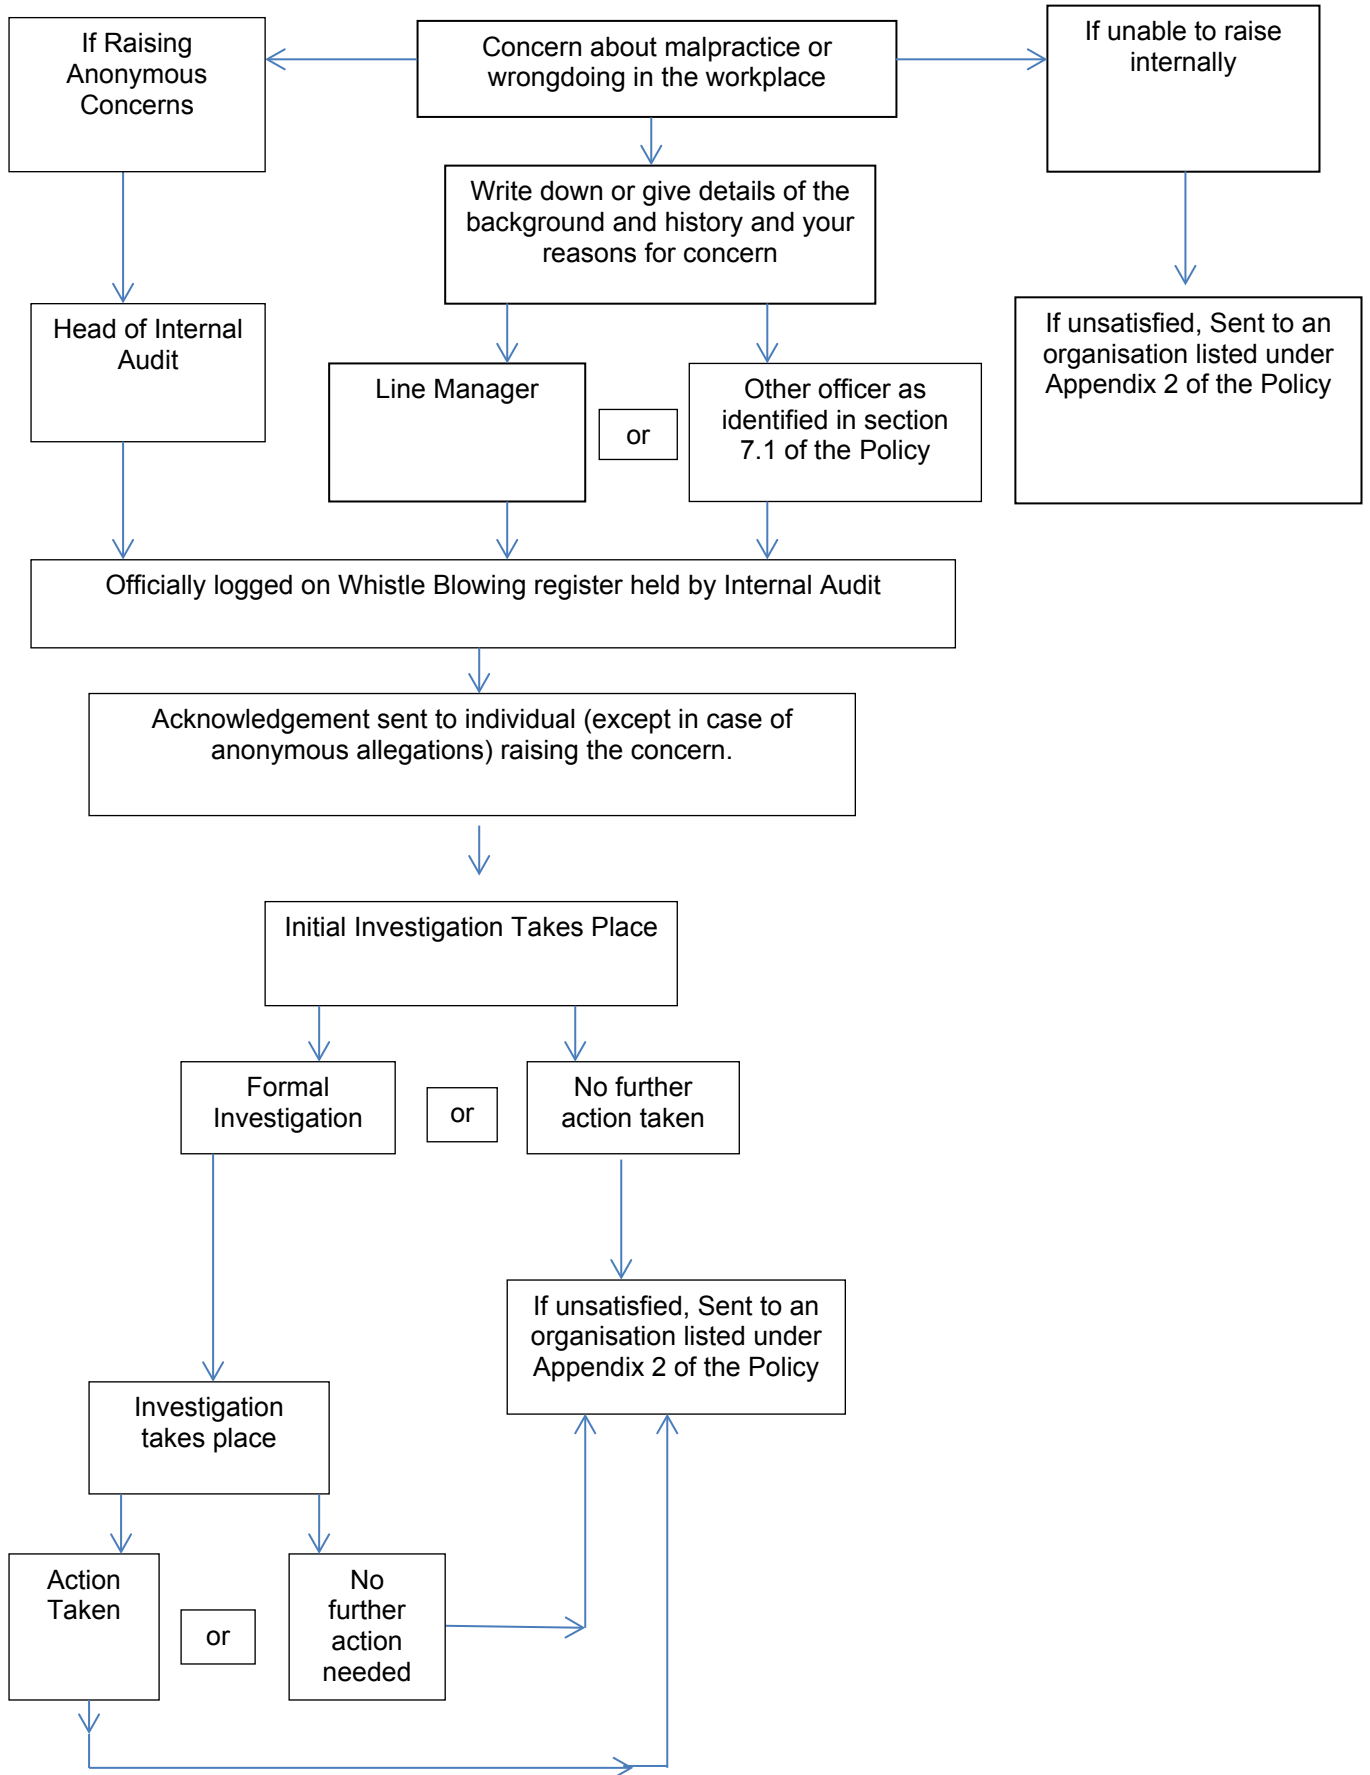 If Raising
Anonymous
Concerns
Concern about malpractice or
wrongdoing in the workplace
If unable to raise
internally
Write down or give details of the
background and history and your
reasons for concern
Head of Internal
Audit
Line Manager
or
Other officer as
identified in section
7.1 of the Policy
If unsatisfied, Sent to an
organisation listed under
Appendix 2 of the Policy
Officially logged on Whistle Blowing register held by Internal Audit
Acknowledgement sent to individual (except in case of
anonymous allegations) raising the concern.
Initial Investigation Takes Place
Formal
Investigation
or
No further
action taken
If unsatisfied, Sent to an
organisation listed under
Appendix 2 of the Policy
Investigation
takes place
Action
Taken
or
No
further
action
needed